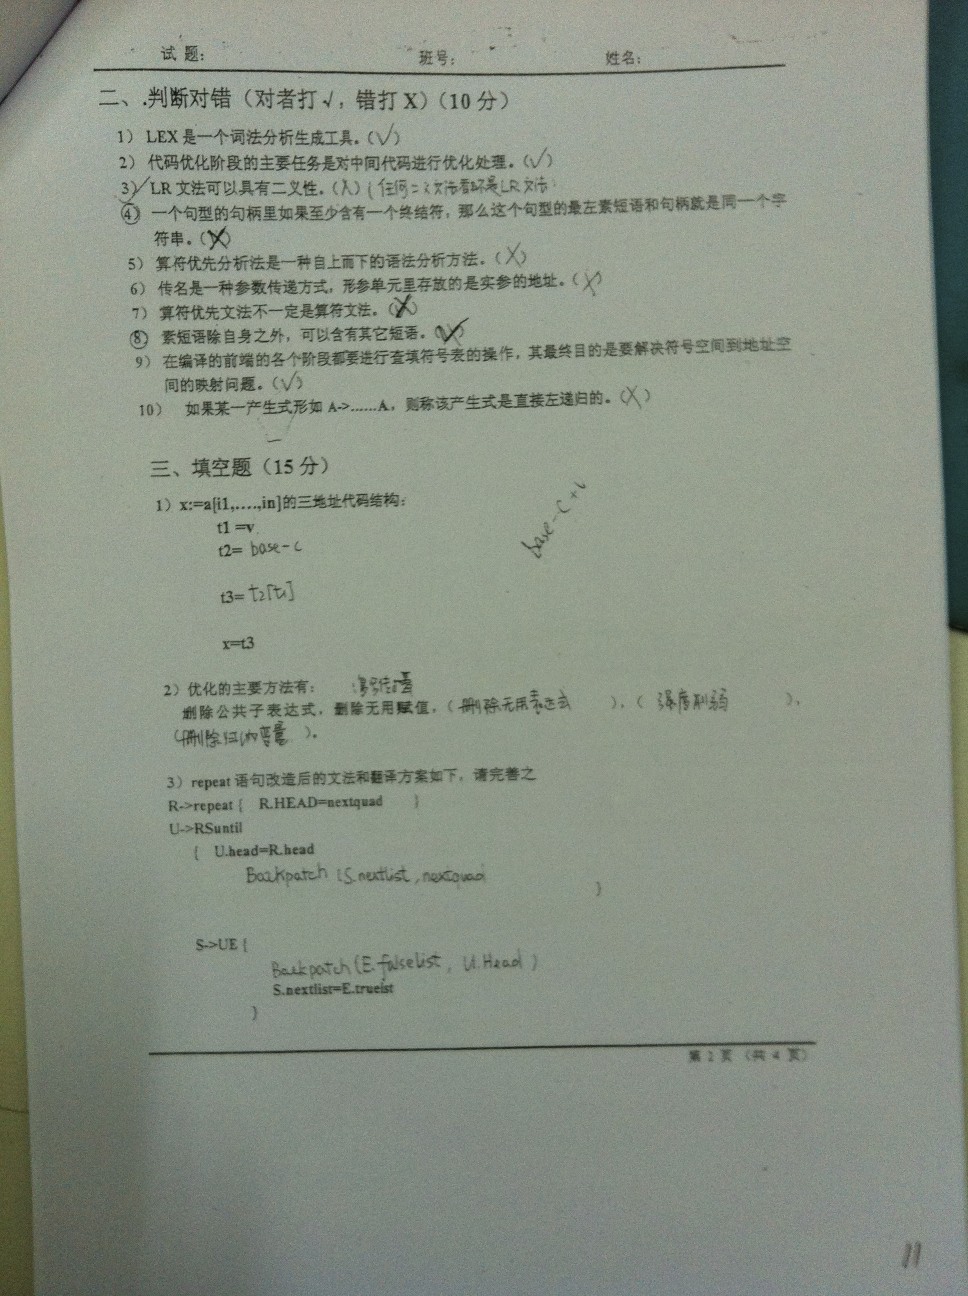 试 题： 班号： 姓名：
二、.判断对错（对者打√，错打 X）（10 分）
1） LEX 是一个词法分析生成工具。（√）
2） 代码优化阶段的主要任务是对中间代码进行优化处理。（√）
3） LR 文法可以具有二义性。（X）（任何二义文法都不是LR文法
4） 一个句型的句柄里如果至少含有一个终结符，那么这个句型的最左素短语和句柄就是同一个字
符串。（X）
5） 算符优先分析法是一种自上而下的语法分析方法。（X）
6） 传名是一种参数传递方式，形参单元里存放的是实参的地址。（X）
7） 算符优先文法不一定是算符文法。（X）
8） 素短语除自身之外，可以含有其它短语。（√）
9） 在编译的前端的各个阶段都要进行查填符号表的操作，其最终目的是要解决符号空间到地址空
间的映射问题。（√）
10） 如果某一产生式形如 A->......A，则称该产生式是直接左递归的。（X）
三、填空题（15 分）
1）x:=a[i1,....,in]的三地址代码结构：
t1 =v
t2= base-c
base-c+v
t3= t2[t1]
x=t3
2）优化的主要方法有：
删除公共子表达式，删除无用赋值，（删除无用表达式 ），（ 强度削弱 ），
（删除归纳变量 ）。
3）repeat 语句改造后的文法和翻译方案如下，请完善之
R->repeat { R.HEAD=nextquad }
U->RSuntil
{ U.head=R.head
Backpatch (S.nextlist, nextquad
}
S->UE {
Backpatch(E.falselist, U.Head)
S.nextlist=E.trueist
}
第 2 页 （共 4 页）
11